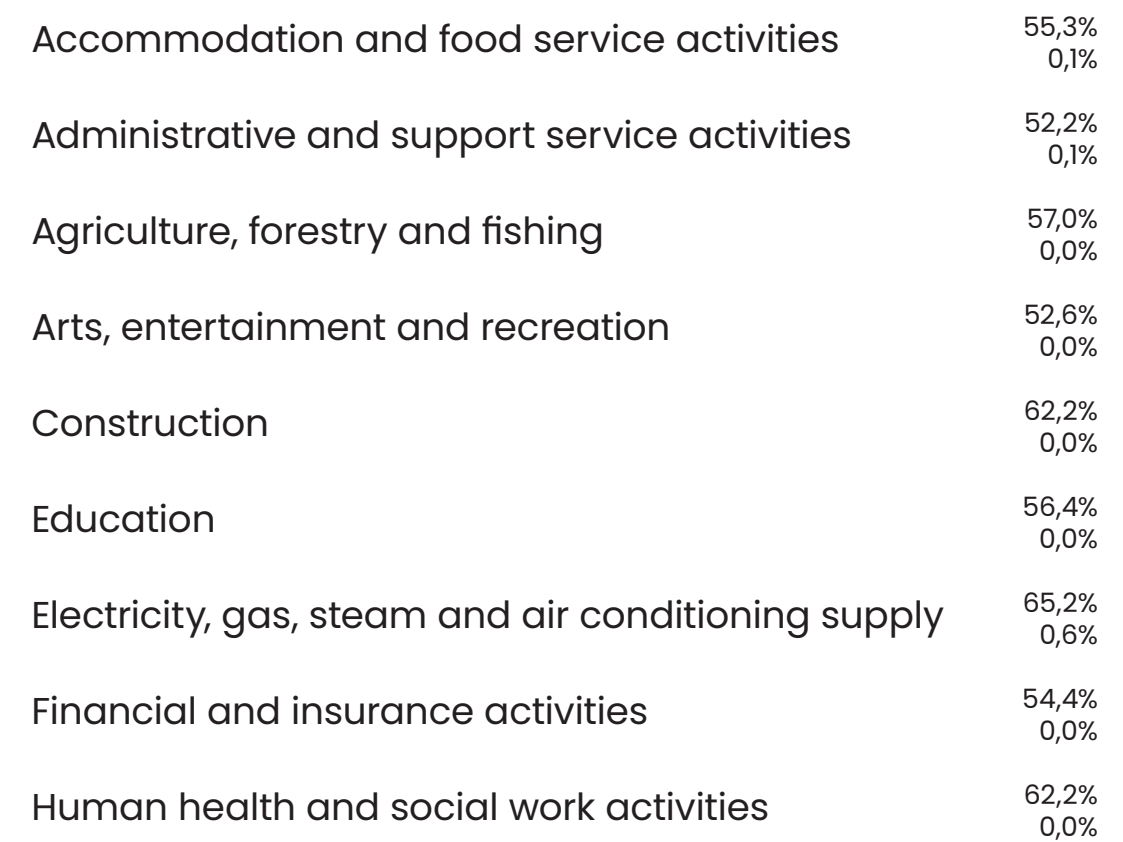 Accommodation and food service activities 55,3%
0,1%
Administrative and support service activities 52,2%
0,1%
Agriculture, forestry and fishing 57,0%
0,0%
Arts, entertainment and recreation 52,6%
0,0%
Construction 62,2%
0,0%
Education 56,4%
0,0%
Electricity, gas, steam and air conditioning supply 65,2%
0,6%
Financial and insurance activities 54,4%
0,0%
Human health and social work activities 62,2%
0,0%